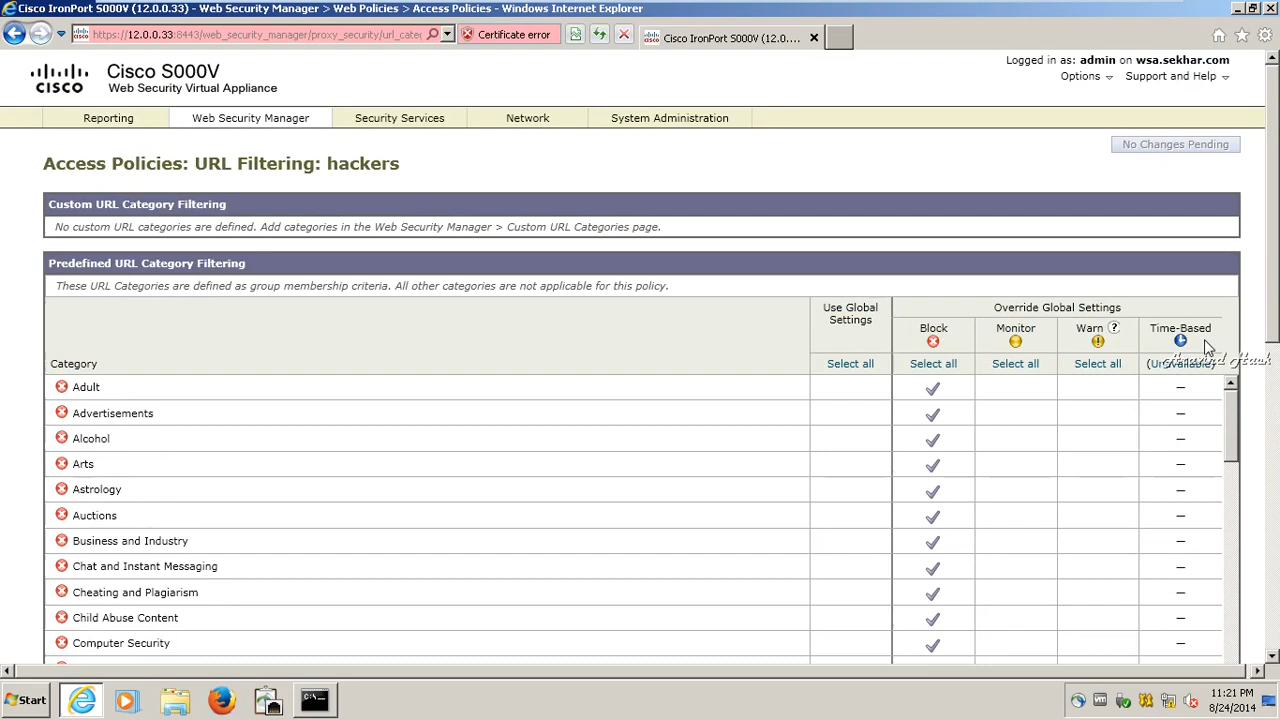 Cisco IronPort S000V (12.0.0.33) - Web Security Manager > Web Policies > Access Policies - Windows Internet Explorer
https://12.0.0.33:8443/web_security_manager/proxy_security/url_cate
Certificate error
Cisco IronPort S000V (12.0....
Logged in as: admin on wsa.sekhar.com
Options
Support and Help
CISCO
Cisco S000V
Web Security Virtual Appliance
Reporting
Web Security Manager
Security Services
Network
System Administration
No Changes Pending
Access Policies: URL Filtering: hackers
Custom URL Category Filtering
No custom URL categories are defined. Add categories in the Web Security Manager > Custom URL Categories page.
Predefined URL Category Filtering
These URL Categories are defined as group membership criteria. All other categories are not applicable for this policy.
Use Global Settings
Override Global Settings
Block
Monitor
Warn ?
Time-Based
Category
Select all
Select all
Select all
Select all
(Unavailable)
Adult
Advertisements
Alcohol
Arts
Astrology
Auctions
Business and Industry
Chat and Instant Messaging
Cheating and Plagiarism
Child Abuse Content
Computer Security
Start
11:21 PM
8/24/2014